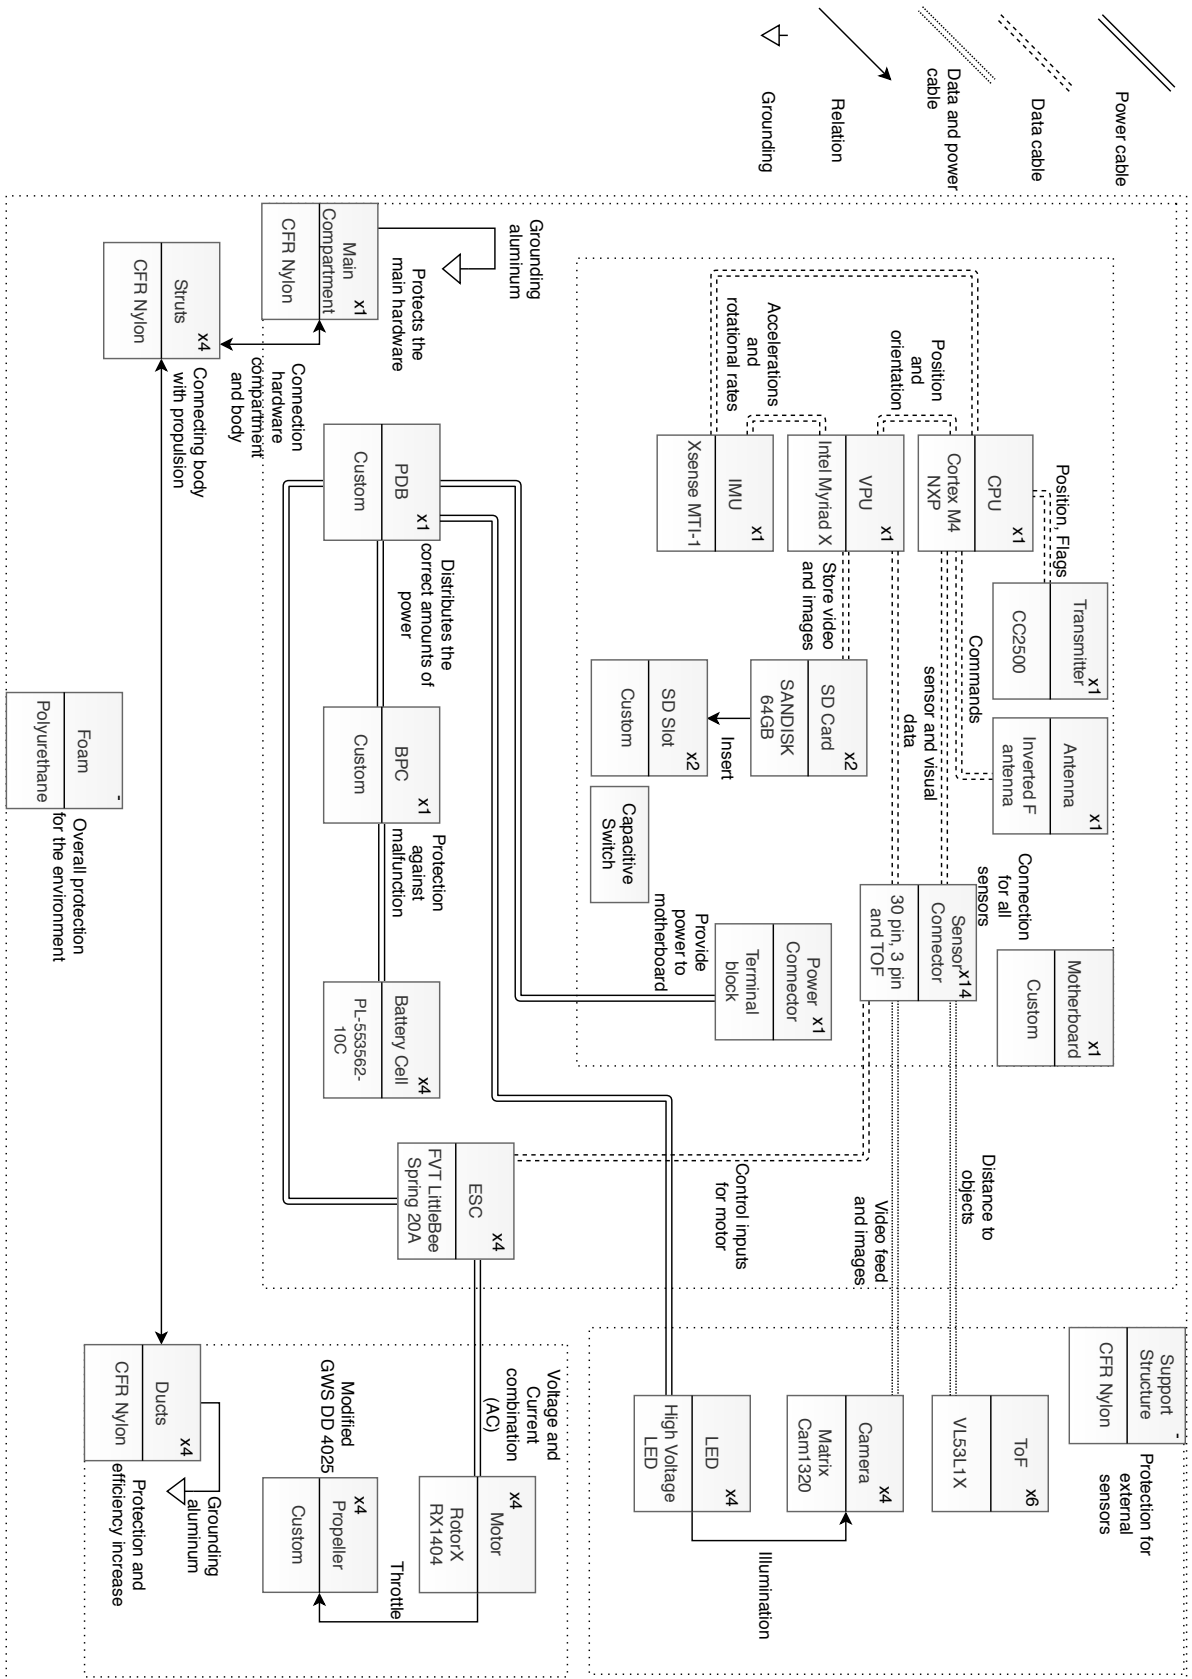 Power cable
Data cable
Data and power
cable
Relation
Grounding
Support
Structure
-
CFR Nylon
Protection for
external
sensors
ToF
x6
VL53L1X
Camera
x4
Matrix
Cam1320
LED
x4
High Voltage
LED
Illumination
Distance to
objects
Video feed
and images
Control inputs
for motor
Position, Flags
Transmitter
x1
CC2500
Antenna
x1
Inverted F
antenna
Motherboard
x1
Custom
CPU
x1
Cortex M4
NXP
Commands
Connection
for all
sensors
Sensor
Connector
x14
30 pin, 3 pin
and TOF
sensor and visual
data
Position
and
orientation
VPU
x1
Intel Myriad X
Store video
and images
SD Card
x2
SANDISK
64GB
Insert
SD Slot
x2
Custom
Capacitive
Switch
Power
Connector
x1
Terminal
block
Provide
power to
motherboard
Accelerations
and
rotational rates
IMU
x1
Xsense MTI-1
Grounding
aluminum
Protects the
main hardware
Main
Compartment
x1
CFR Nylon
Connection
hardware
compartment
and body
Struts
x4
CFR Nylon
Connecting body
with propulsion
PDB
x1
Custom
Distributes the
correct amounts of
power
BPC
x1
Custom
Protection
against
malfunction
Battery Cell
x4
PL-553562-
10C
ESC
x4
FVT LittleBee
Spring 20A
Voltage and
Current
combination
(AC)
Motor
x4
RotorX
RX1404
Throttle
Modified
GWS DD 4025
Propeller
x4
Custom
Ducts
x4
CFR Nylon
Grounding
aluminum
Protection and
efficiency increase
Foam
-
Polyurethane
Overall protection
for the environment